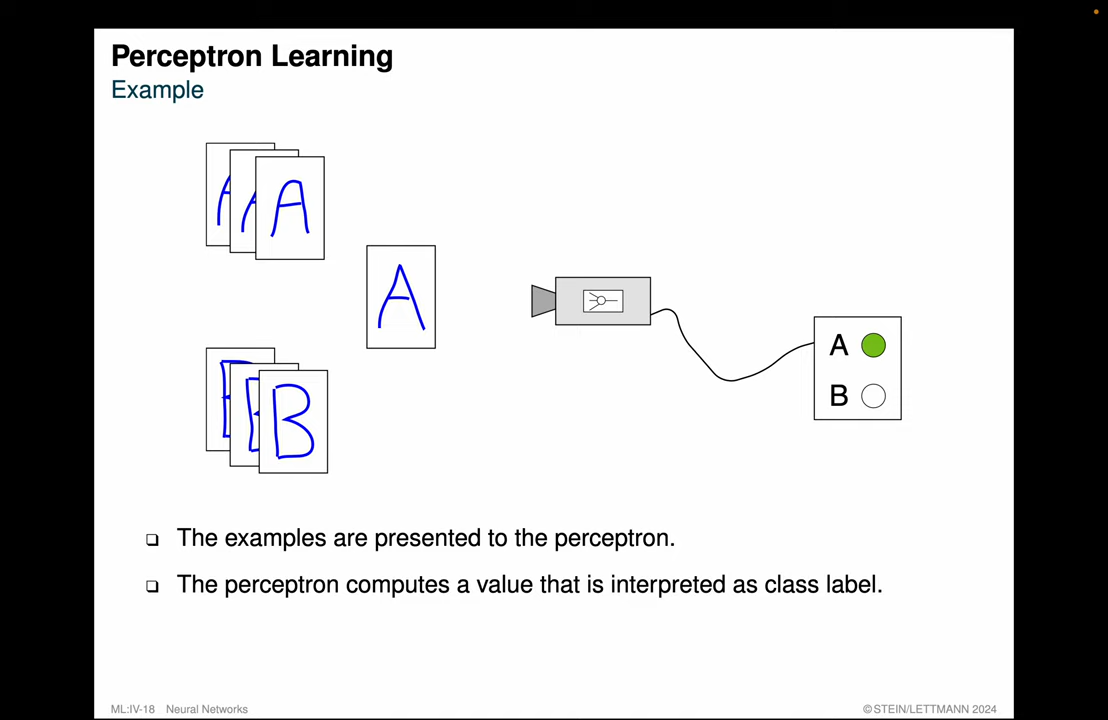 Perceptron Learning
Example
A
A
A
A
B
B
B
A
B
❑ The examples are presented to the perceptron.
❑ The perceptron computes a value that is interpreted as class label.
ML:IV-18 Neural Networks
©STEIN/LETTMANN 2024